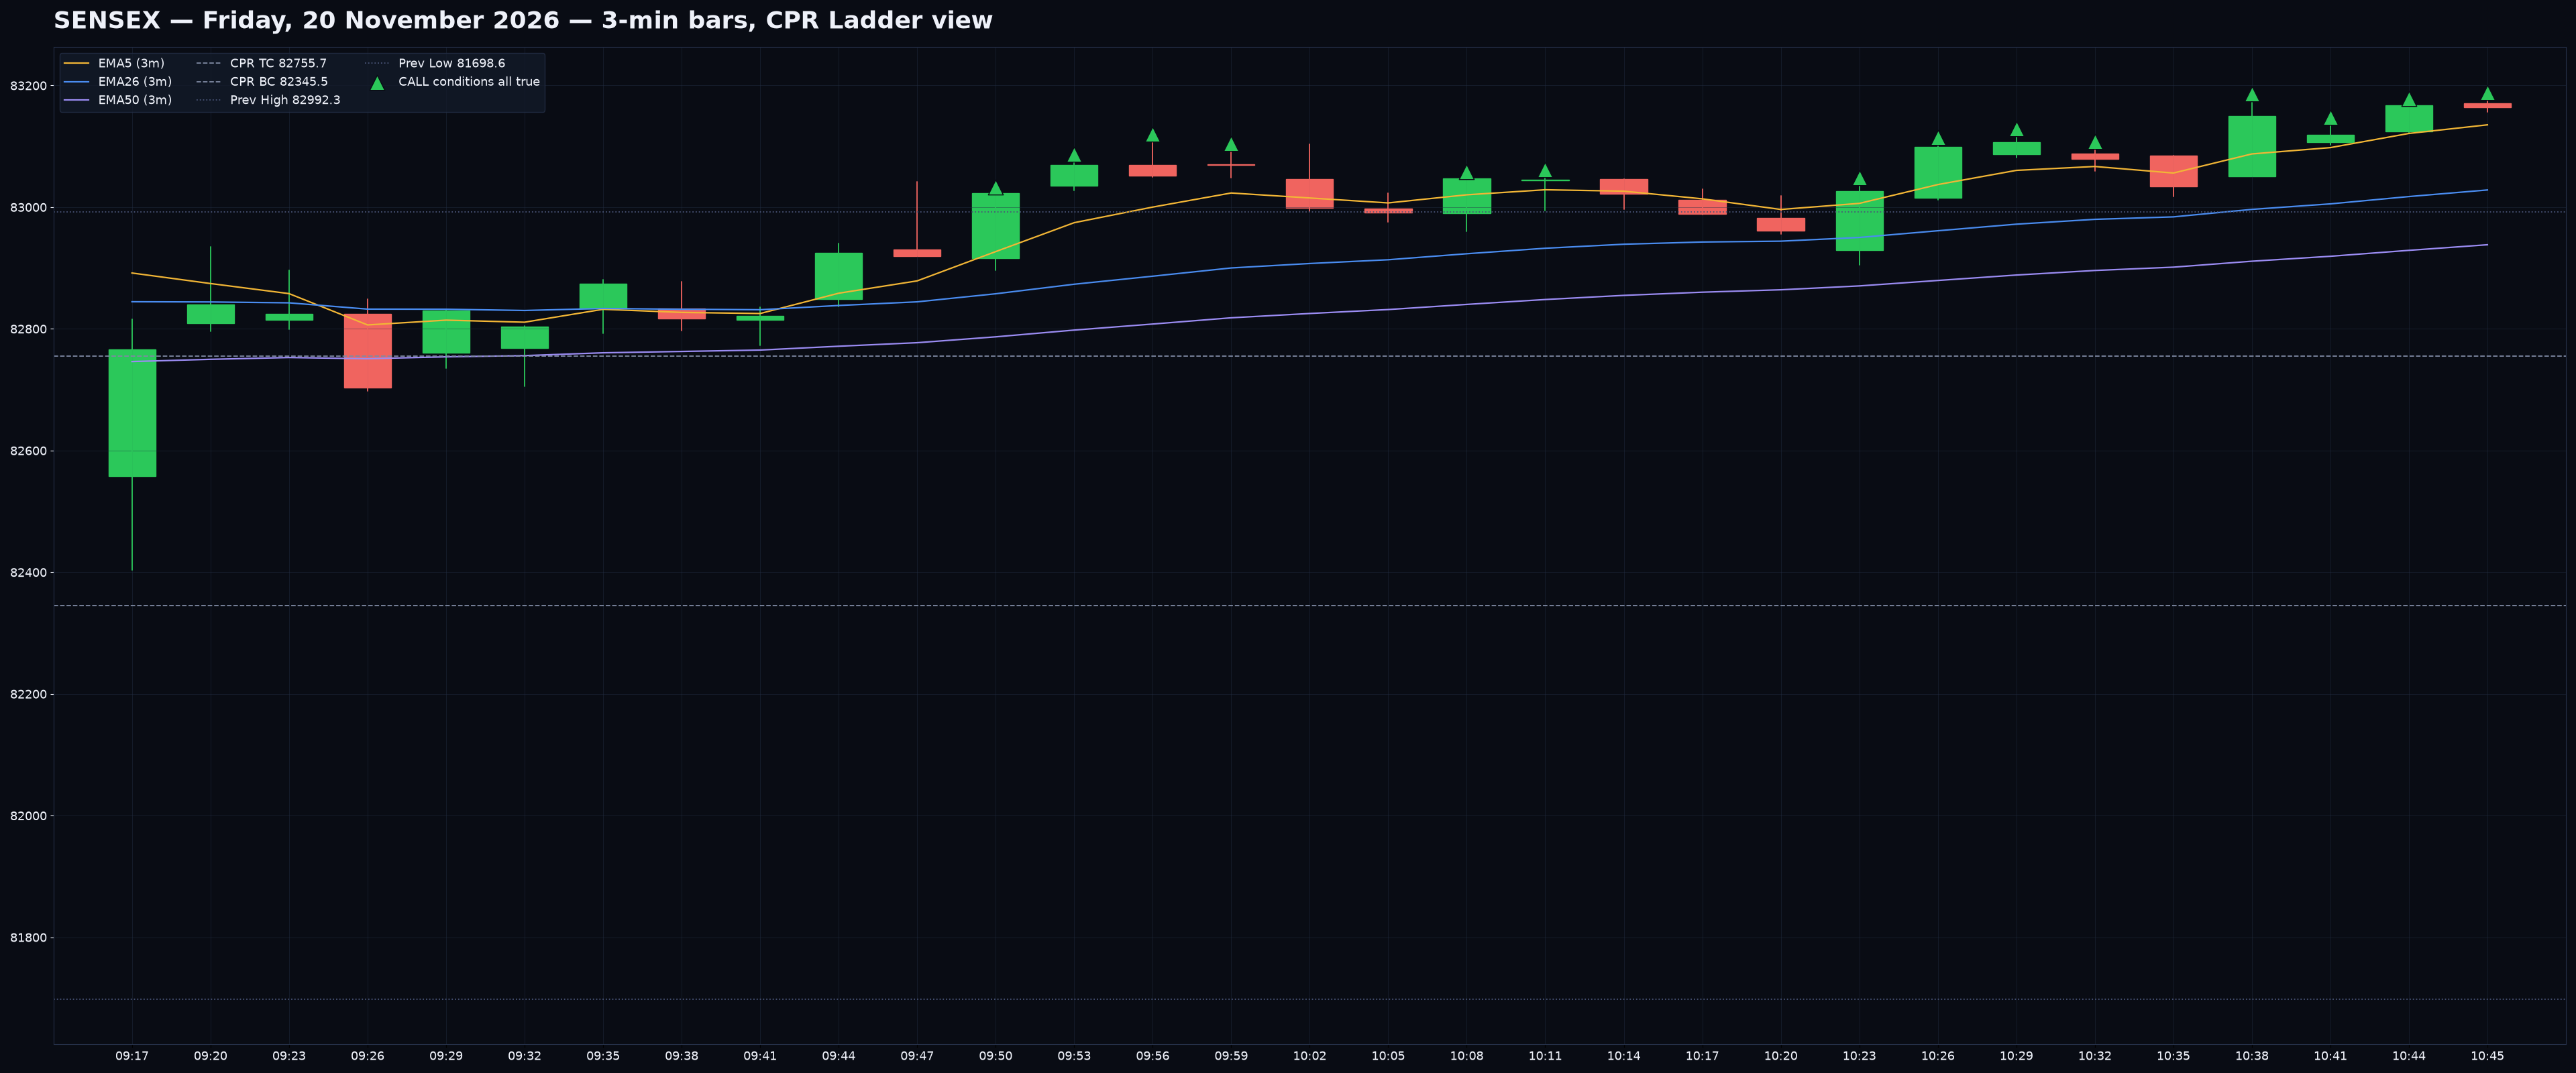 SENSEX — Friday, 20 November 2026 — 3-min bars, CPR Ladder view
EMA5 (3m)
EMA26 (3m)
EMA50 (3m)
CPR TC 82755.7
CPR BC 82345.5
Prev High 82992.3
Prev Low 81698.6
CALL conditions all true
83200
83000
82800
82600
82400
82200
82000
81800
09:17 09:20 09:23 09:26 09:29 09:32 09:35 09:38 09:41 09:44 09:47 09:50 09:53 09:56 09:59 10:02 10:05 10:08 10:11 10:14 10:17 10:20 10:23 10:26 10:29 10:32 10:35 10:38 10:41 10:44 10:45